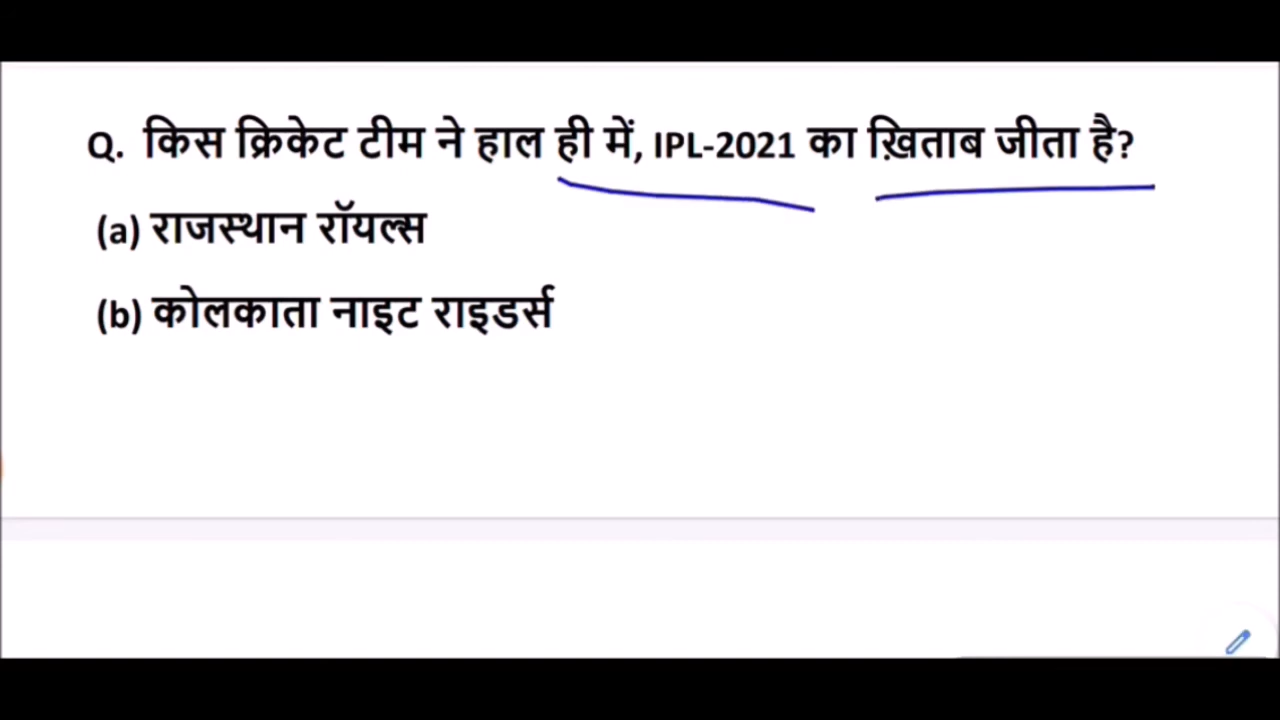 Q. किस क्रिकेट टीम ने हाल ही में, IPL-2021 का ख़िताब जीता है?
(a) राजस्थान रॉयल्स
(b) कोलकाता नाइट राइडर्स